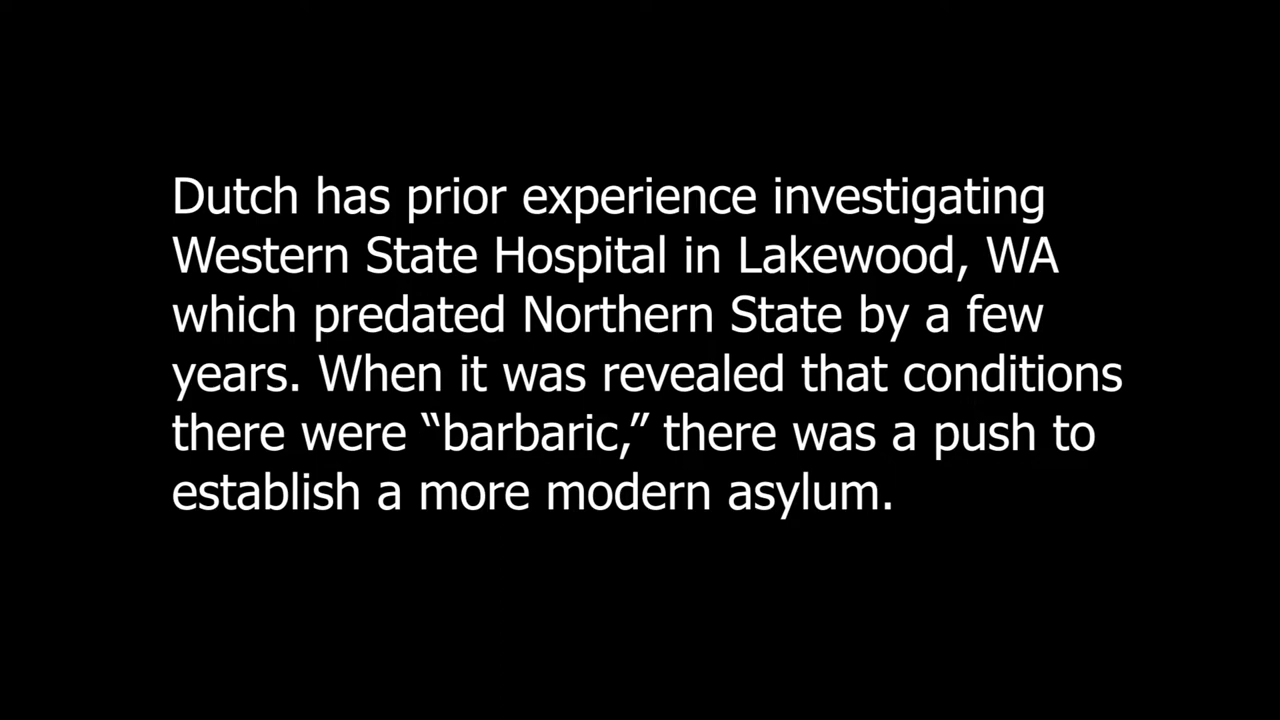 Dutch has prior experience investigating
Western State Hospital in Lakewood, WA
which predated Northern State by a few
years. When it was revealed that conditions
there were “barbaric,” there was a push to
establish a more modern asylum.